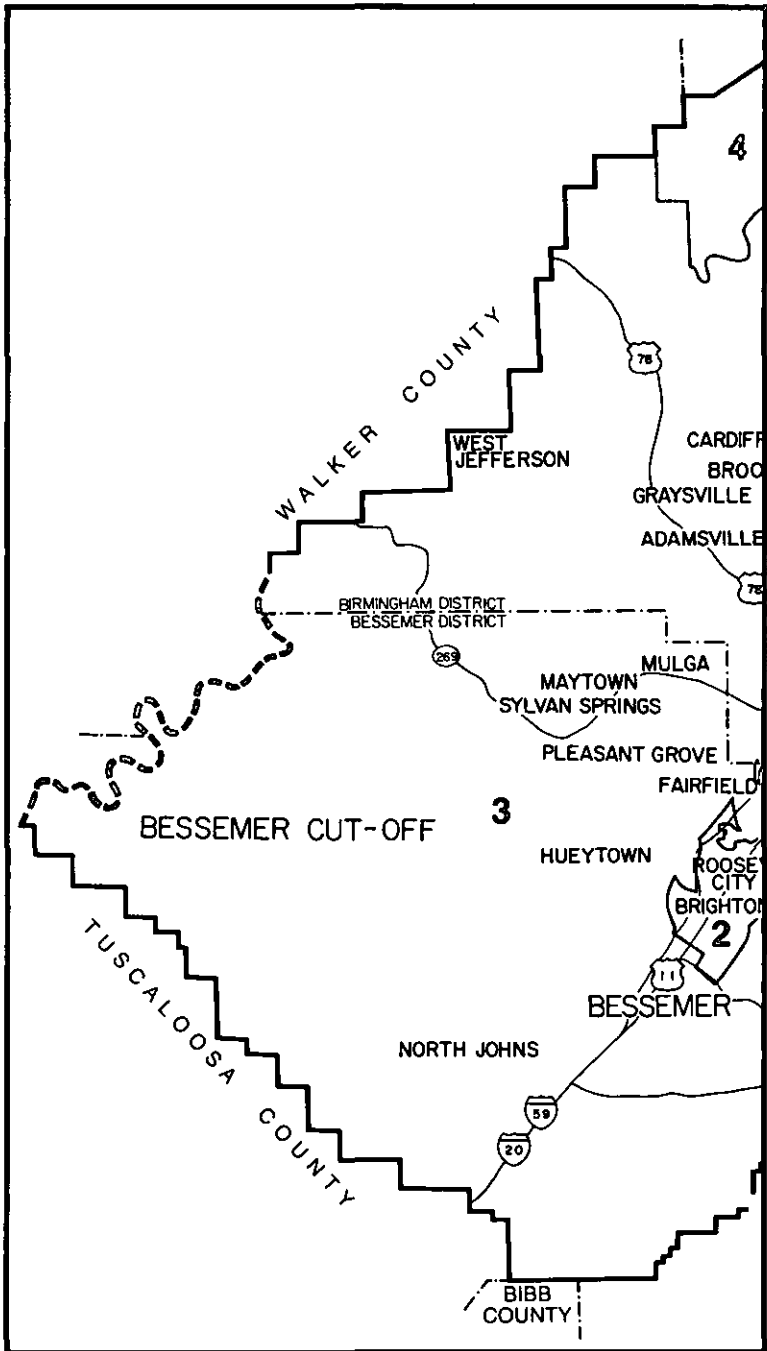 4
WALKER COUNTY
78
WEST
JEFFERSON
CARDIFF
BROO
GRAYSVILLE
ADAMSVILLE
78
BIRMINGHAM DISTRICT
BESSEMER DISTRICT
269
MULGA
MAYTOWN
SYLVAN SPRINGS
PLEASANT GROVE
FAIRFIELD
3
BESSEMER CUT-OFF
HUEYTOWN
ROOSEV
CITY
BRIGHTON
2
11
BESSEMER
TUSCALOOSA COUNTY
NORTH JOHNS
59
20
BIBB
COUNTY